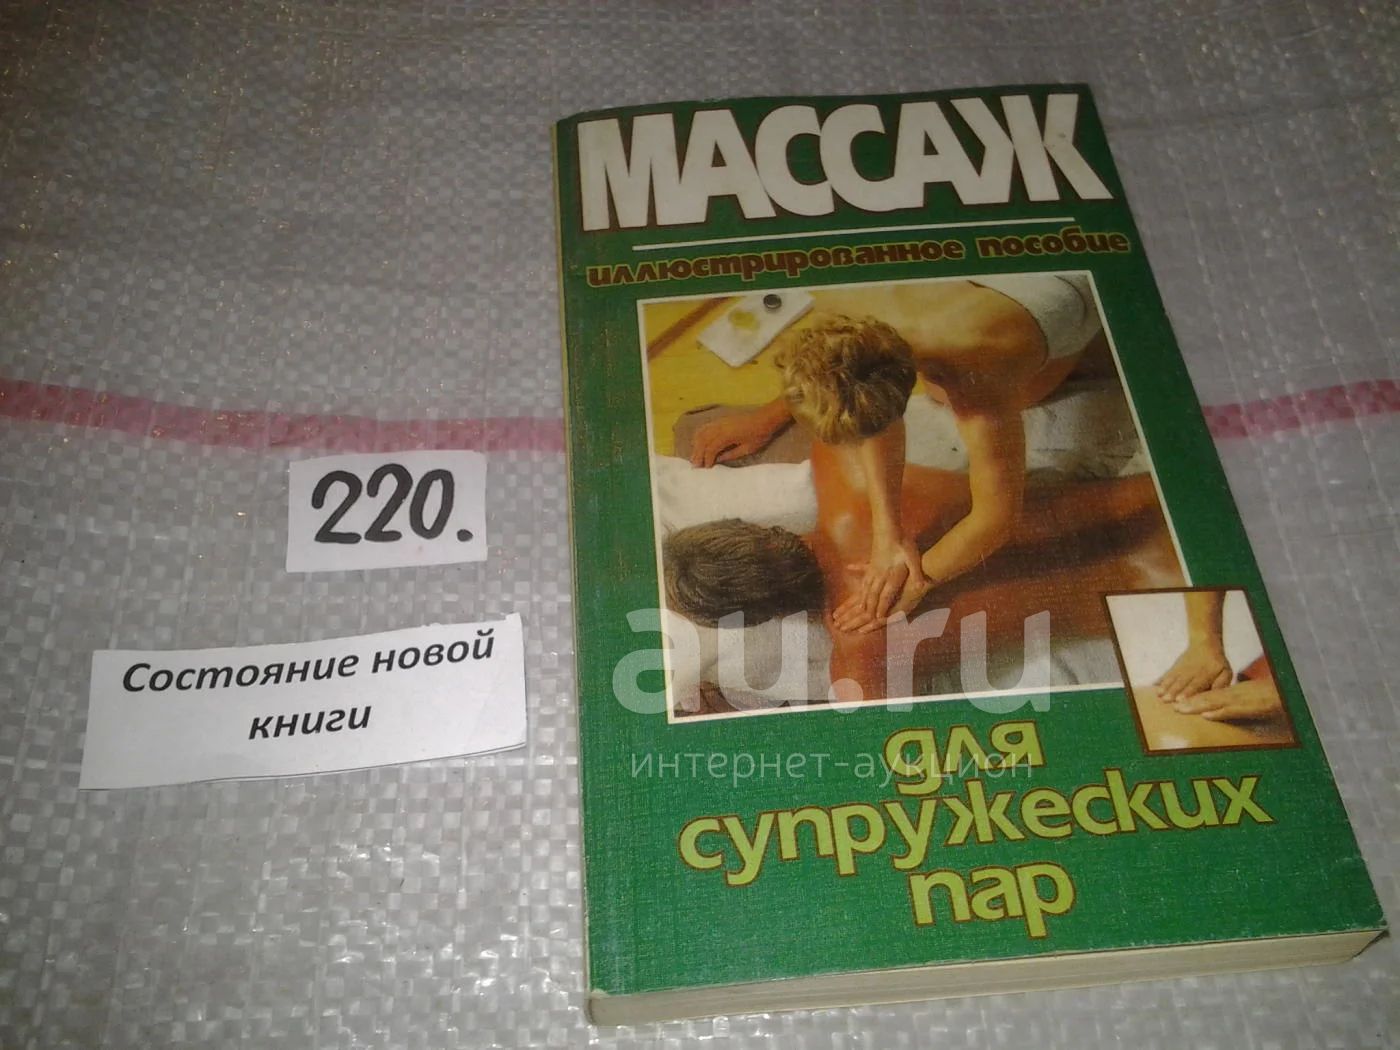 МАССАЖ
иллюстрированное пособие
220.
Состояние новой
книги
au.ru
интернет-аукцион
для
супружеских
пар